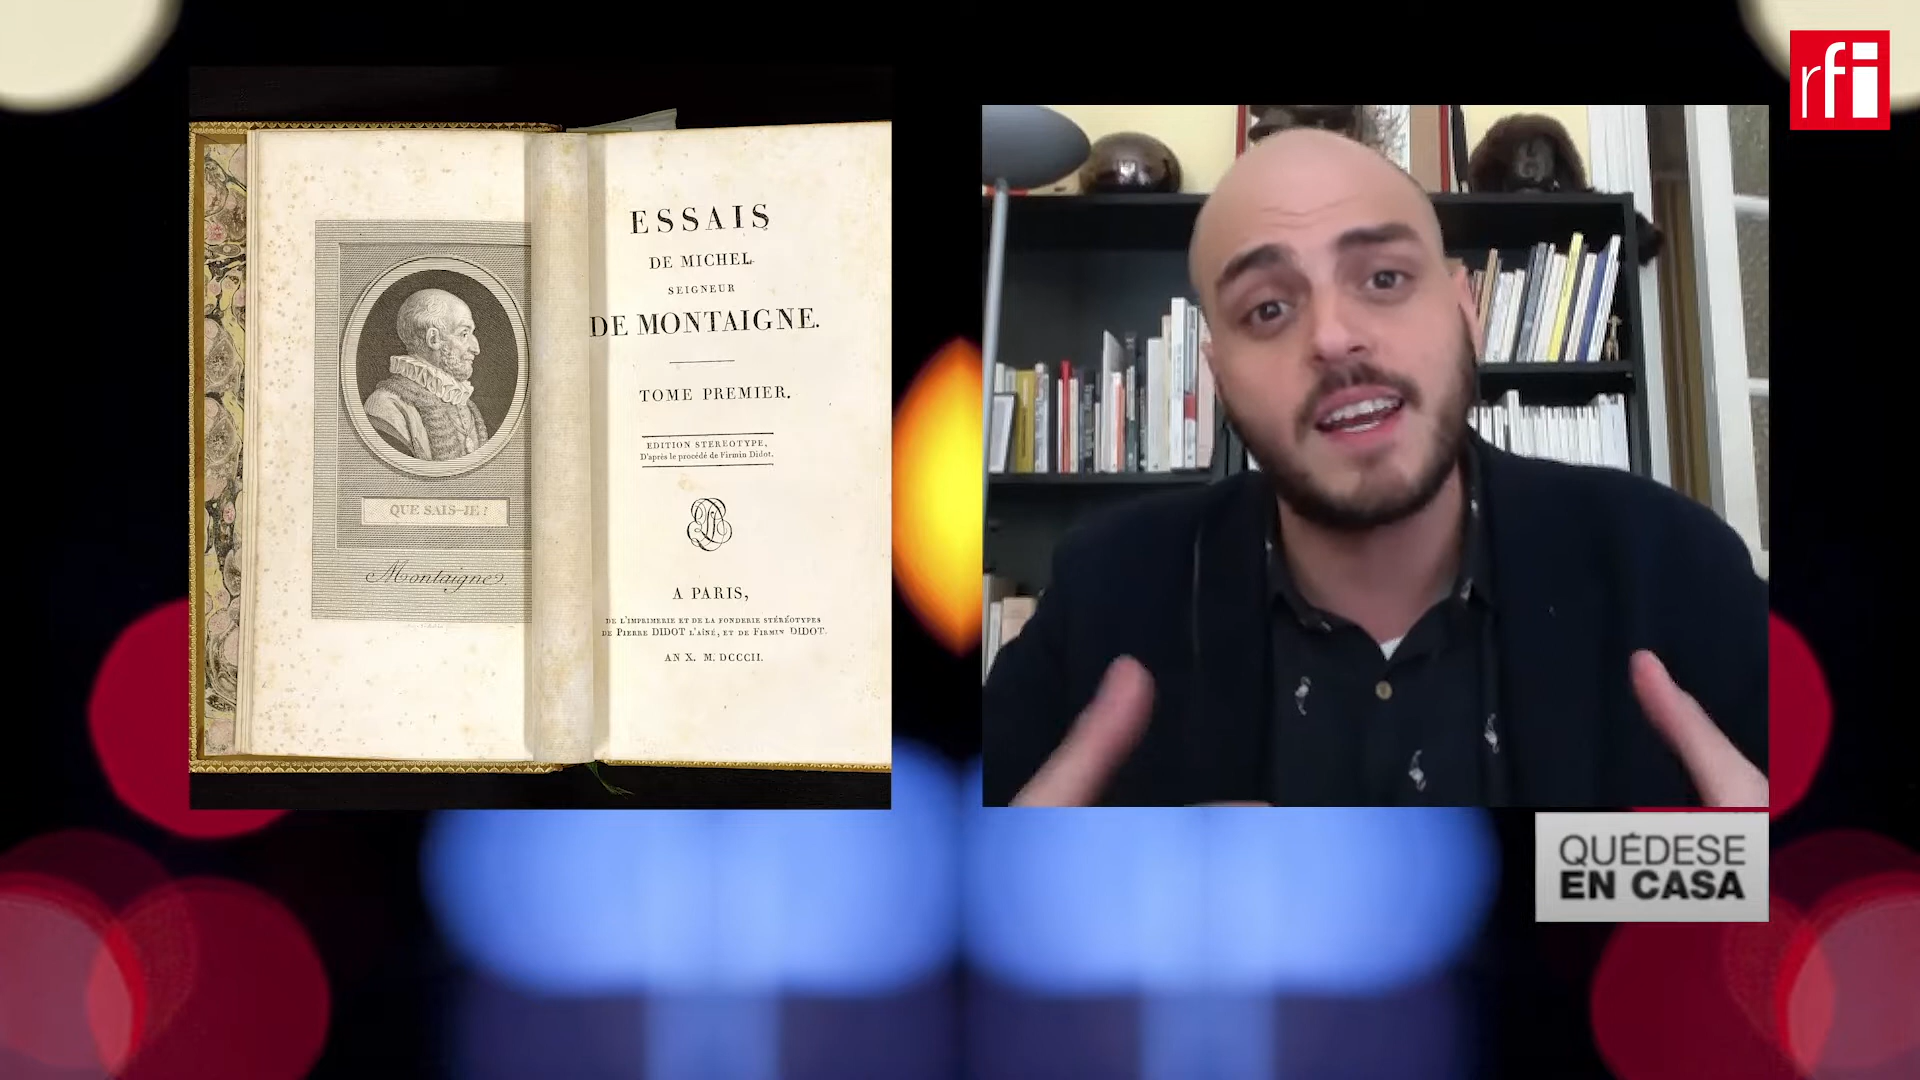 rfi
QUE SAIS-JE?
Montaigne.
ESSAIS
DE MICHEL
SEIGNEUR
DE MONTAIGNE.
TOME PREMIER.
EDITION STEREOTYPE,
D'après le procédé de Firmin Didot.
A PARIS,
DE L'IMPRIMERIE ET DE LA FONDERIE STÉRÉOTYPES
DE PIERRE DIDOT L'AÎNÉ, ET DE FIRMIN DIDOT.
AN X. M. DCCCII.
QUÉDESE
EN CASA